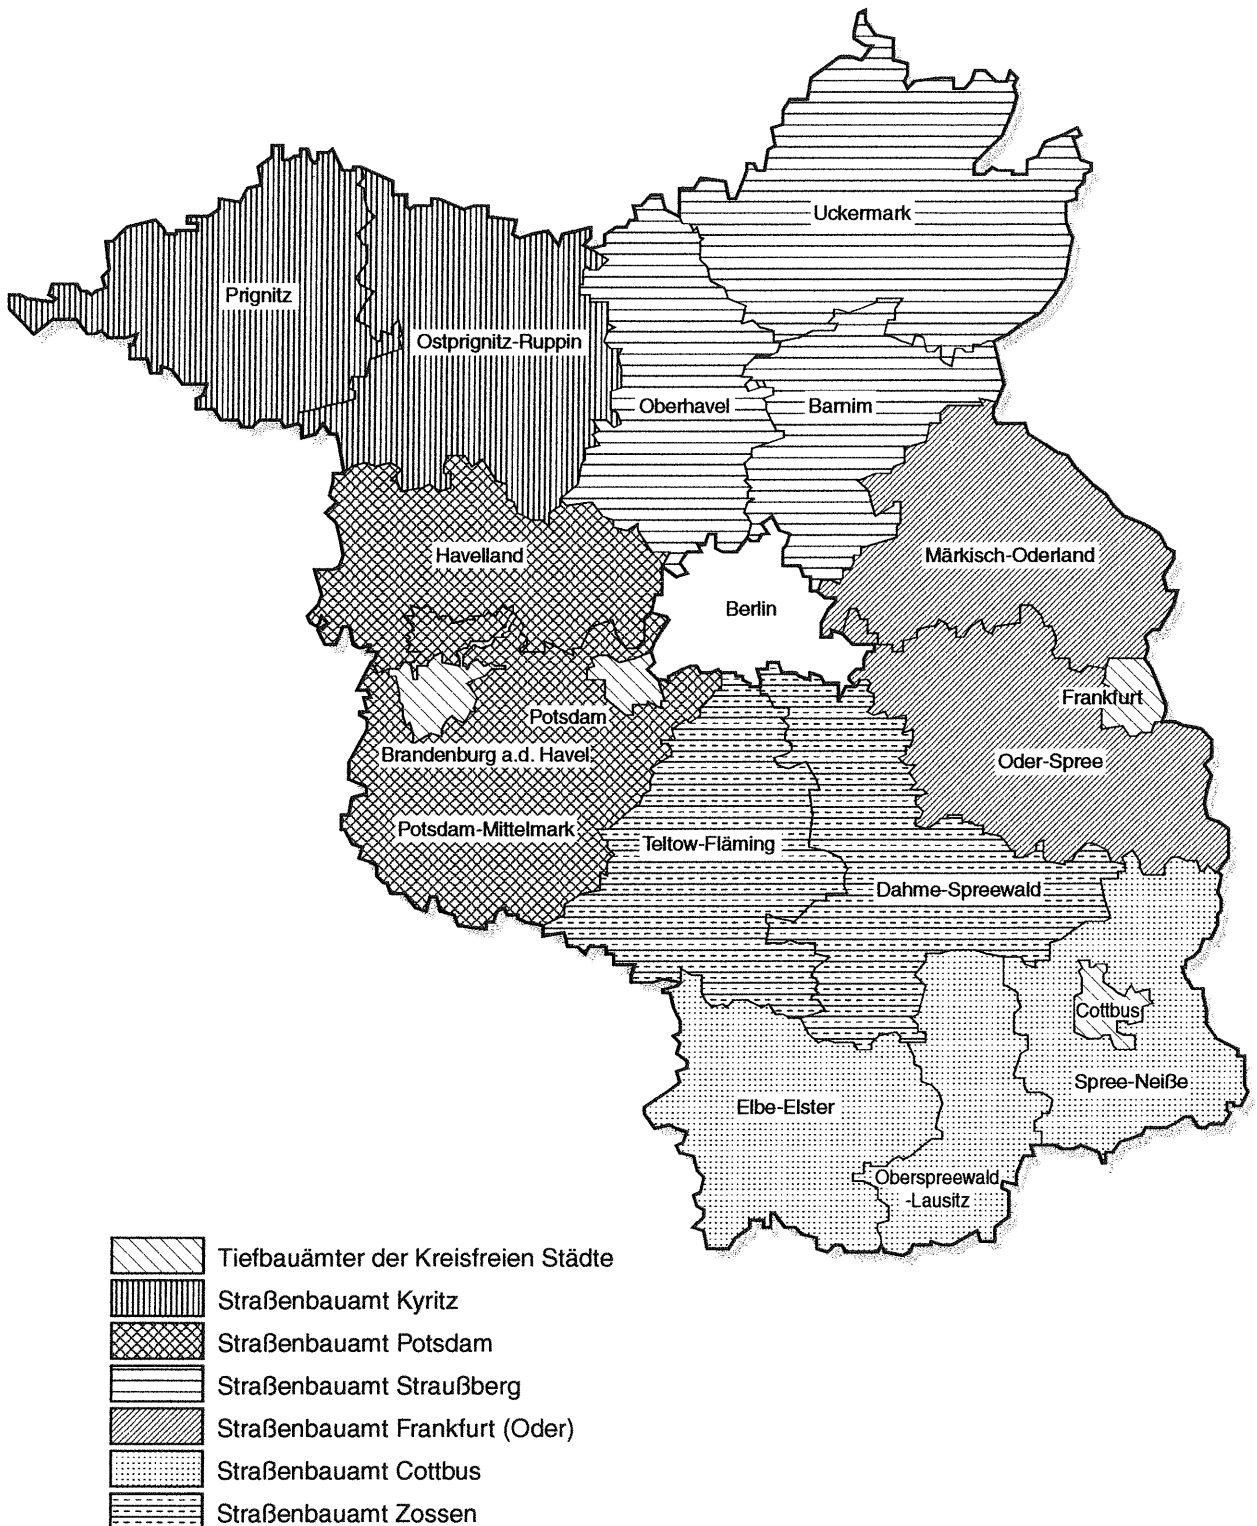 Uckermark
Prignitz
Ostprignitz-Ruppin
Oberhavel
Barnim
Havelland
Märkisch-Oderland
Berlin
Frankfurt
Potsdam
Brandenburg a.d. Havel
Oder-Spree
Potsdam-Mittelmark
Teltow-Fläming
Dahme-Spreewald
Cottbus
Spree-Neiße
Elbe-Elster
Oberspreewald
-Lausitz
Tiefbauämter der Kreisfreien Städte
Straßenbauamt Kyritz
Straßenbauamt Potsdam
Straßenbauamt Straußberg
Straßenbauamt Frankfurt (Oder)
Straßenbauamt Cottbus
Straßenbauamt Zossen